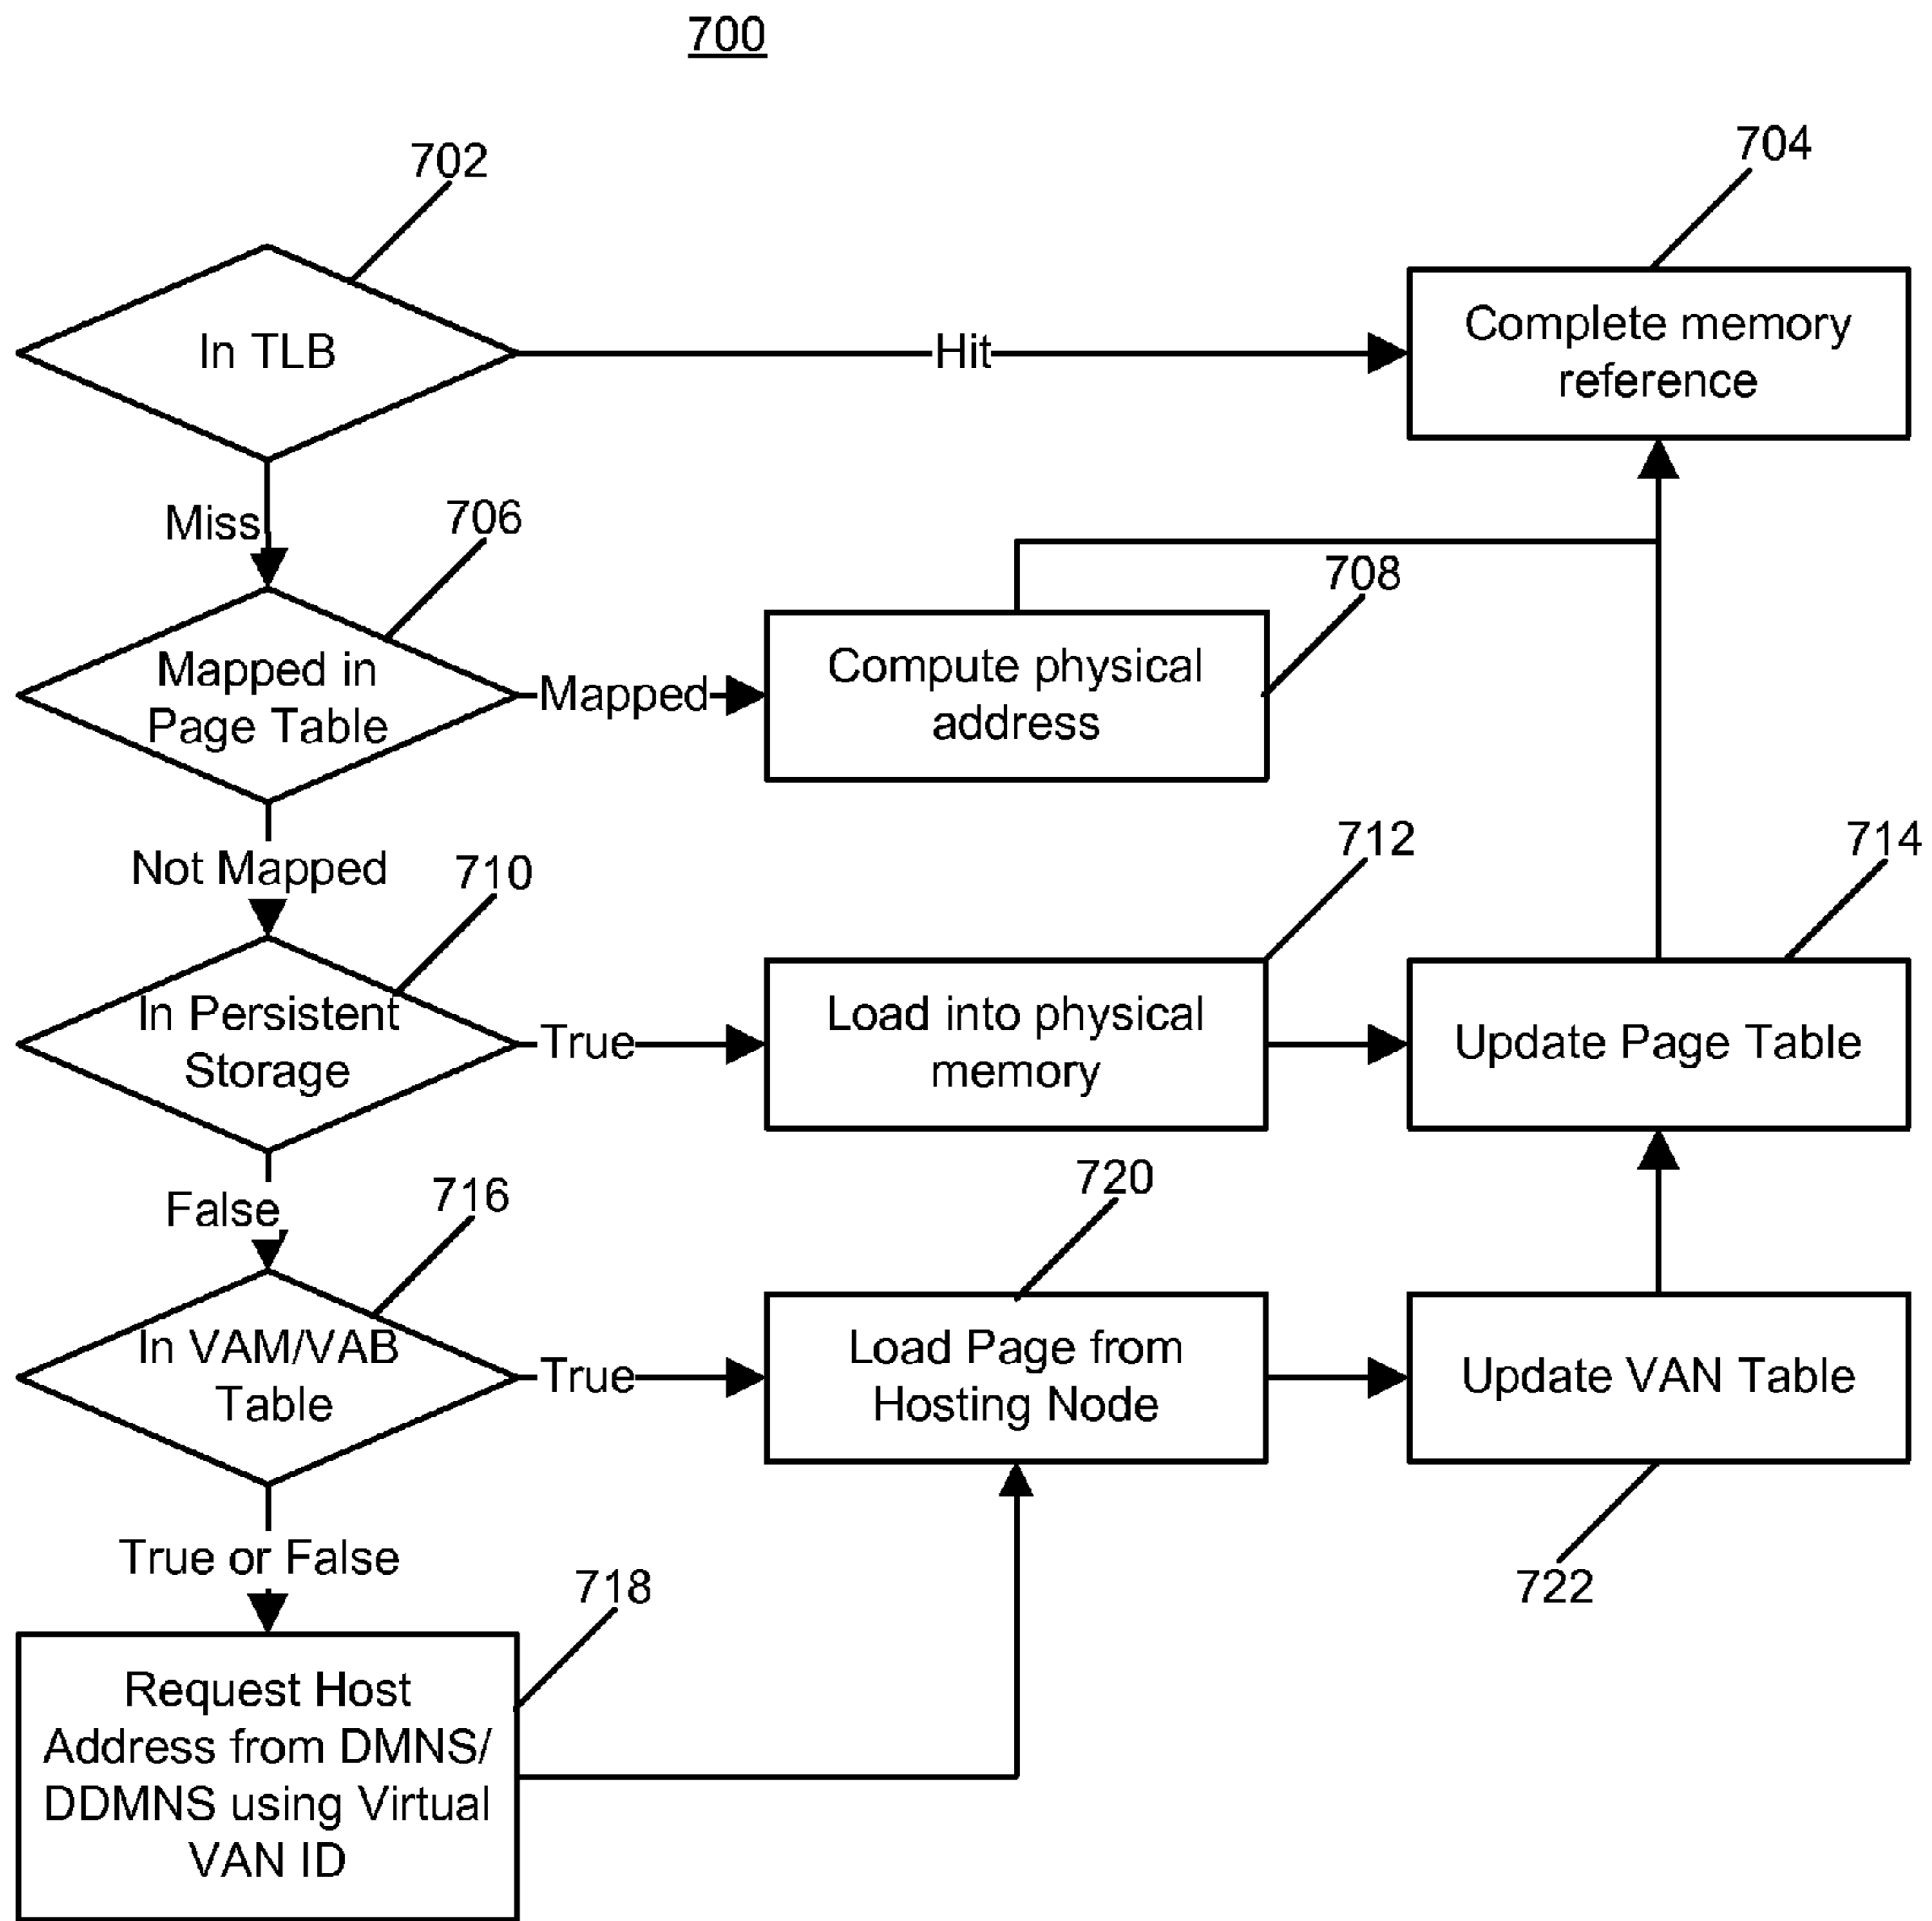 700
702
704
In TLB
Hit
Complete memory
reference
Miss
706
708
Mapped in
Page Table
Mapped
Compute physical
address
Not Mapped
710
712
714
In Persistent
Storage
True
Load into physical
memory
Update Page Table
False
716
720
In VAM/VAB
Table
True
Load Page from
Hosting Node
Update VAN Table
True or False
718
722
Request Host
Address from DMNS/
DDMNS using Virtual
VAN ID